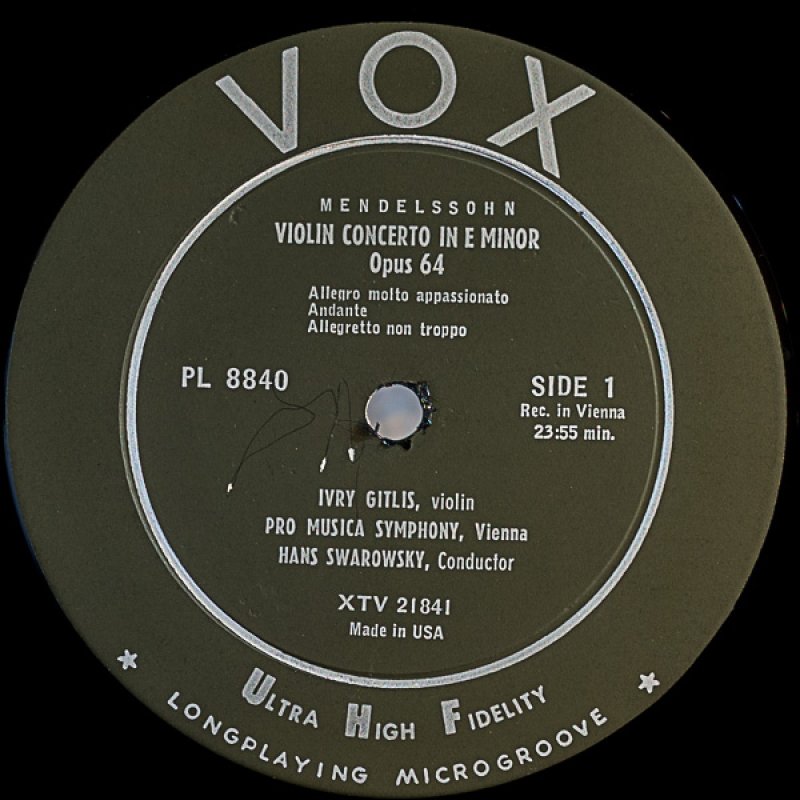 VOX
MENDELSSOHN
VIOLIN CONCERTO IN E MINOR
Opus 64
Allegro molto appassionato
Andante
Allegretto non troppo
PL 8840
SIDE 1
Rec. in Vienna
23:55 min.
IVRY GITLIS, violin
PRO MUSICA SYMPHONY, Vienna
HANS SWAROWSKY, Conductor
XTV 21841
Made in USA
ULTRA HIGH FIDELITY
LONGPLAYING MICROGROOVE